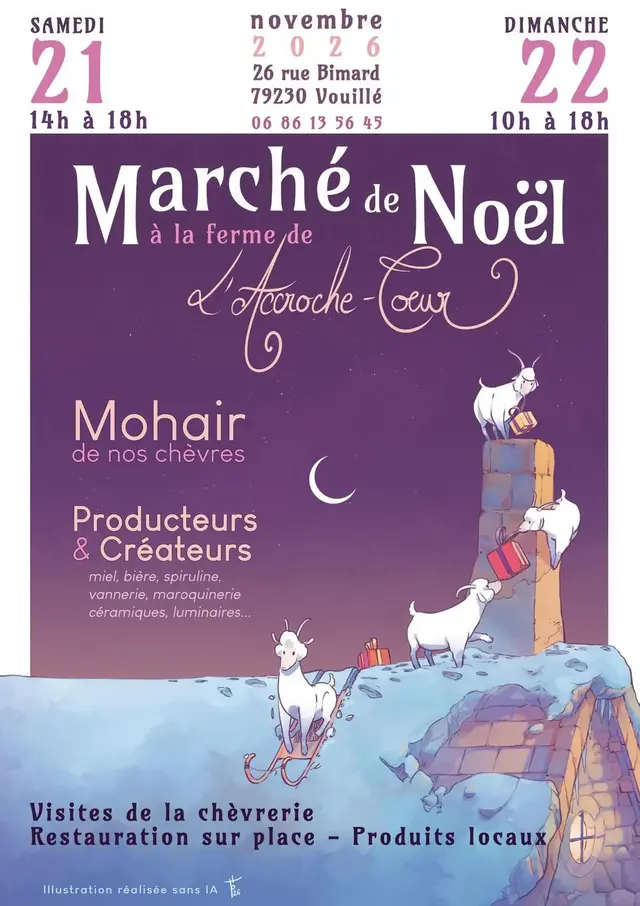 SAMEDI
21
14h à 18h
novembre
2026
26 rue Bimard
79230 Vouillé
06 86 13 56 45
DIMANCHE
22
10h à 18h
Marché de Noël
à la ferme de
L'Accroche-Coeur
Mohair
de nos chèvres
Producteurs
& Créateurs
miel, bière, spiruline,
vannerie, maroquinerie
céramiques, luminaires...
Visites de la chèvrerie
Restauration sur place – Produits locaux
Illustration réalisée sans IA